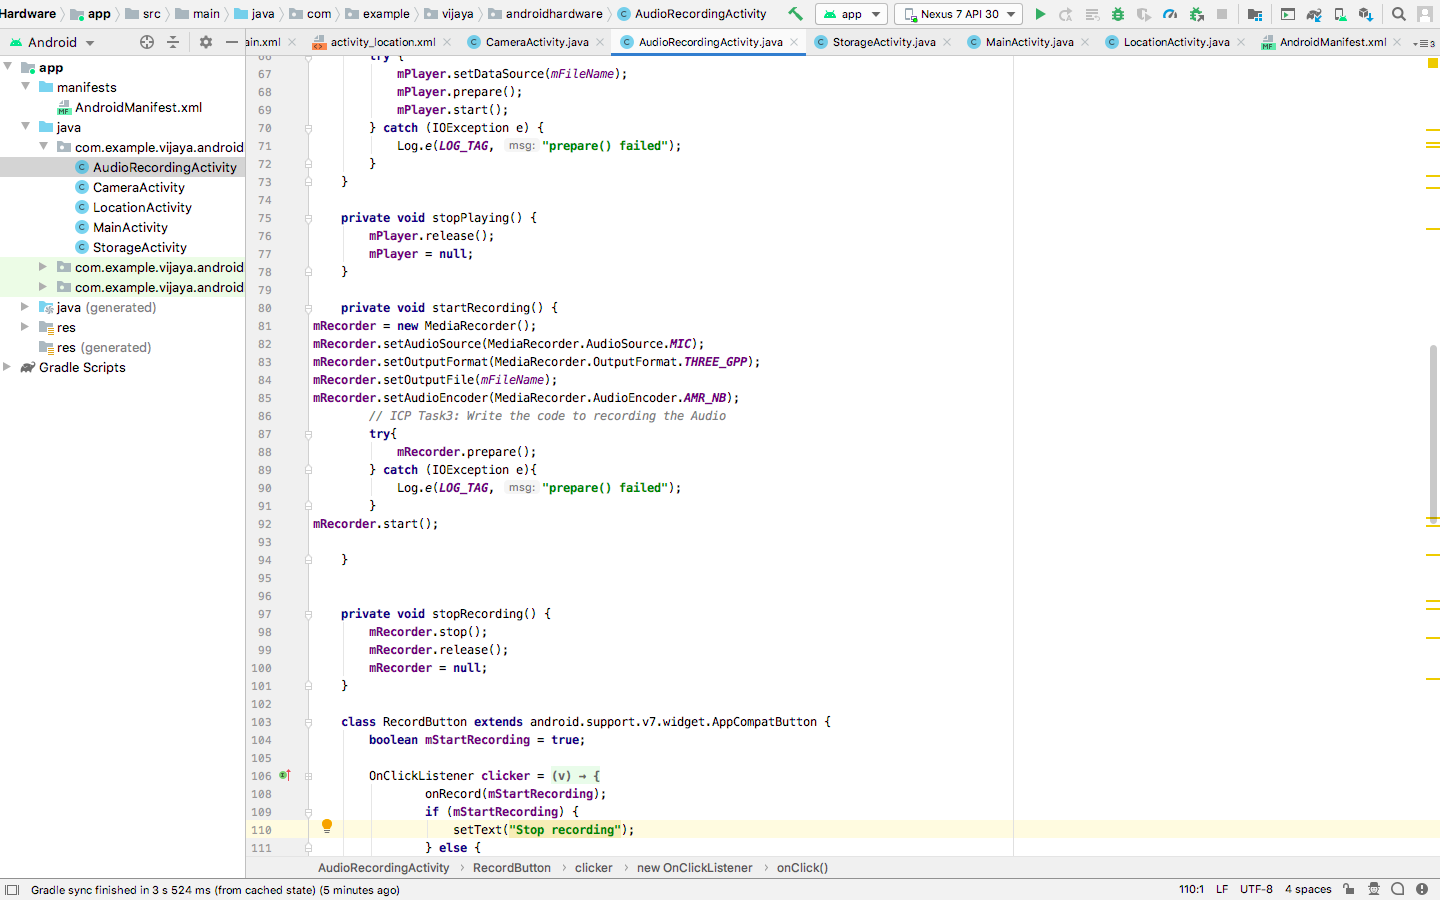 Hardware app src main java com example vijaya androidhardware AudioRecordingActivity app Nexus 7 API 30
Android ain.xml activity_location.xml CameraActivity.java AudioRecordingActivity.java StorageActivity.java MainActivity.java LocationActivity.java AndroidManifest.xml 3
app
manifests
AndroidManifest.xml
java
com.example.vijaya.android
AudioRecordingActivity
CameraActivity
LocationActivity
MainActivity
StorageActivity
com.example.vijaya.android
com.example.vijaya.android
java (generated)
res
res (generated)
Gradle Scripts
66 try {
67 mPlayer.setDataSource(mFileName);
68 mPlayer.prepare();
69 mPlayer.start();
70 } catch (IOException e) {
71 Log.e(LOG_TAG, msg: "prepare() failed");
72 }
73 }
74
75 private void stopPlaying() {
76 mPlayer.release();
77 mPlayer = null;
78 }
79
80 private void startRecording() {
81 mRecorder = new MediaRecorder();
82 mRecorder.setAudioSource(MediaRecorder.AudioSource.MIC);
83 mRecorder.setOutputFormat(MediaRecorder.OutputFormat.THREE_GPP);
84 mRecorder.setOutputFile(mFileName);
85 mRecorder.setAudioEncoder(MediaRecorder.AudioEncoder.AMR_NB);
86 // ICP Task3: Write the code to recording the Audio
87 try{
88 mRecorder.prepare();
89 } catch (IOException e){
90 Log.e(LOG_TAG, msg: "prepare() failed");
91 }
92 mRecorder.start();
93
94 }
95
96
97 private void stopRecording() {
98 mRecorder.stop();
99 mRecorder.release();
100 mRecorder = null;
101 }
102
103 class RecordButton extends android.support.v7.widget.AppCompatButton {
104 boolean mStartRecording = true;
105
106 OnClickListener clicker = (v) → {
108 onRecord(mStartRecording);
109 if (mStartRecording) {
110 setText("Stop recording");
111 } else {
AudioRecordingActivity › RecordButton › clicker › new OnClickListener › onClick()
Gradle sync finished in 3 s 524 ms (from cached state) (5 minutes ago) 110:1 LF UTF-8 4 spaces